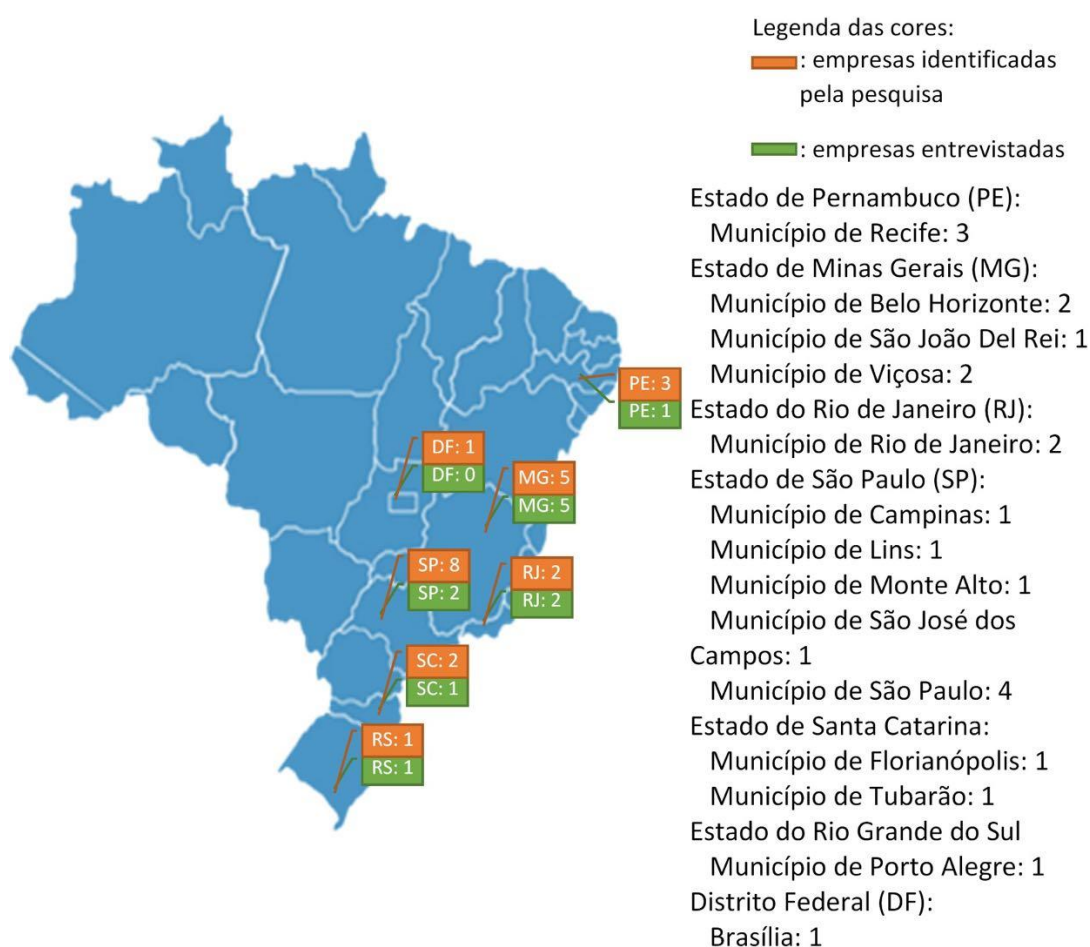 Legenda das cores:
: empresas identificadas
pela pesquisa
: empresas entrevistadas
Estado de Pernambuco (PE):
Município de Recife: 3
Estado de Minas Gerais (MG):
Município de Belo Horizonte: 2
Município de São João Del Rei: 1
Município de Viçosa: 2
Estado do Rio de Janeiro (RJ):
Município de Rio de Janeiro: 2
Estado de São Paulo (SP):
Município de Campinas: 1
Município de Lins: 1
Município de Monte Alto: 1
Município de São José dos
Campos: 1
Município de São Paulo: 4
Estado de Santa Catarina:
Município de Florianópolis: 1
Município de Tubarão: 1
Estado do Rio Grande do Sul
Município de Porto Alegre: 1
Distrito Federal (DF):
Brasília: 1
PE: 3
PE: 1
DF: 1
DF: 0
MG: 5
MG: 5
SP: 8
SP: 2
RJ: 2
RJ: 2
SC: 2
SC: 1
RS: 1
RS: 1